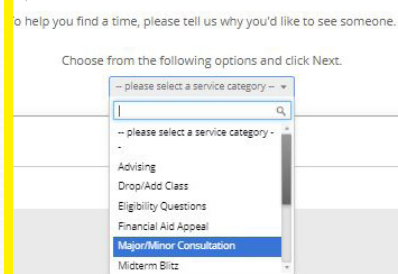 o help you find a time, please tell us why you'd like to see someone.
Choose from the following options and click Next.
-- please select a service category --
-- please select a service category -
-
Advising
Drop/Add Class
Eligibility Questions
Financial Aid Appeal
Major/Minor Consultation
Midterm Blitz